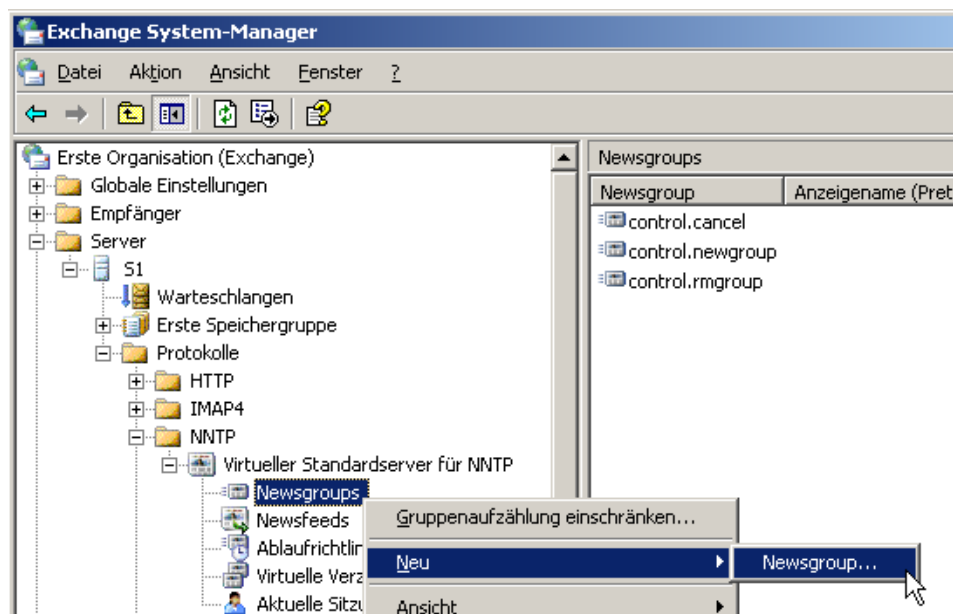 Exchange System-Manager
Datei Aktion Ansicht Fenster ?
Erste Organisation (Exchange)
Globale Einstellungen
Empfänger
Server
S1
Warteschlangen
Erste Speichergruppe
Protokolle
HTTP
IMAP4
NNTP
Virtueller Standardserver für NNTP
Newsgroups
Newsfeeds
Ablaufrichtlin
Virtuelle Verz
Aktuelle Sitzu
Newsgroups
Newsgroup Anzeigename (Pret
control.cancel
control.newgroup
control.rmgroup
Gruppenaufzählung einschränken...
Neu
Ansicht
Newsgroup...